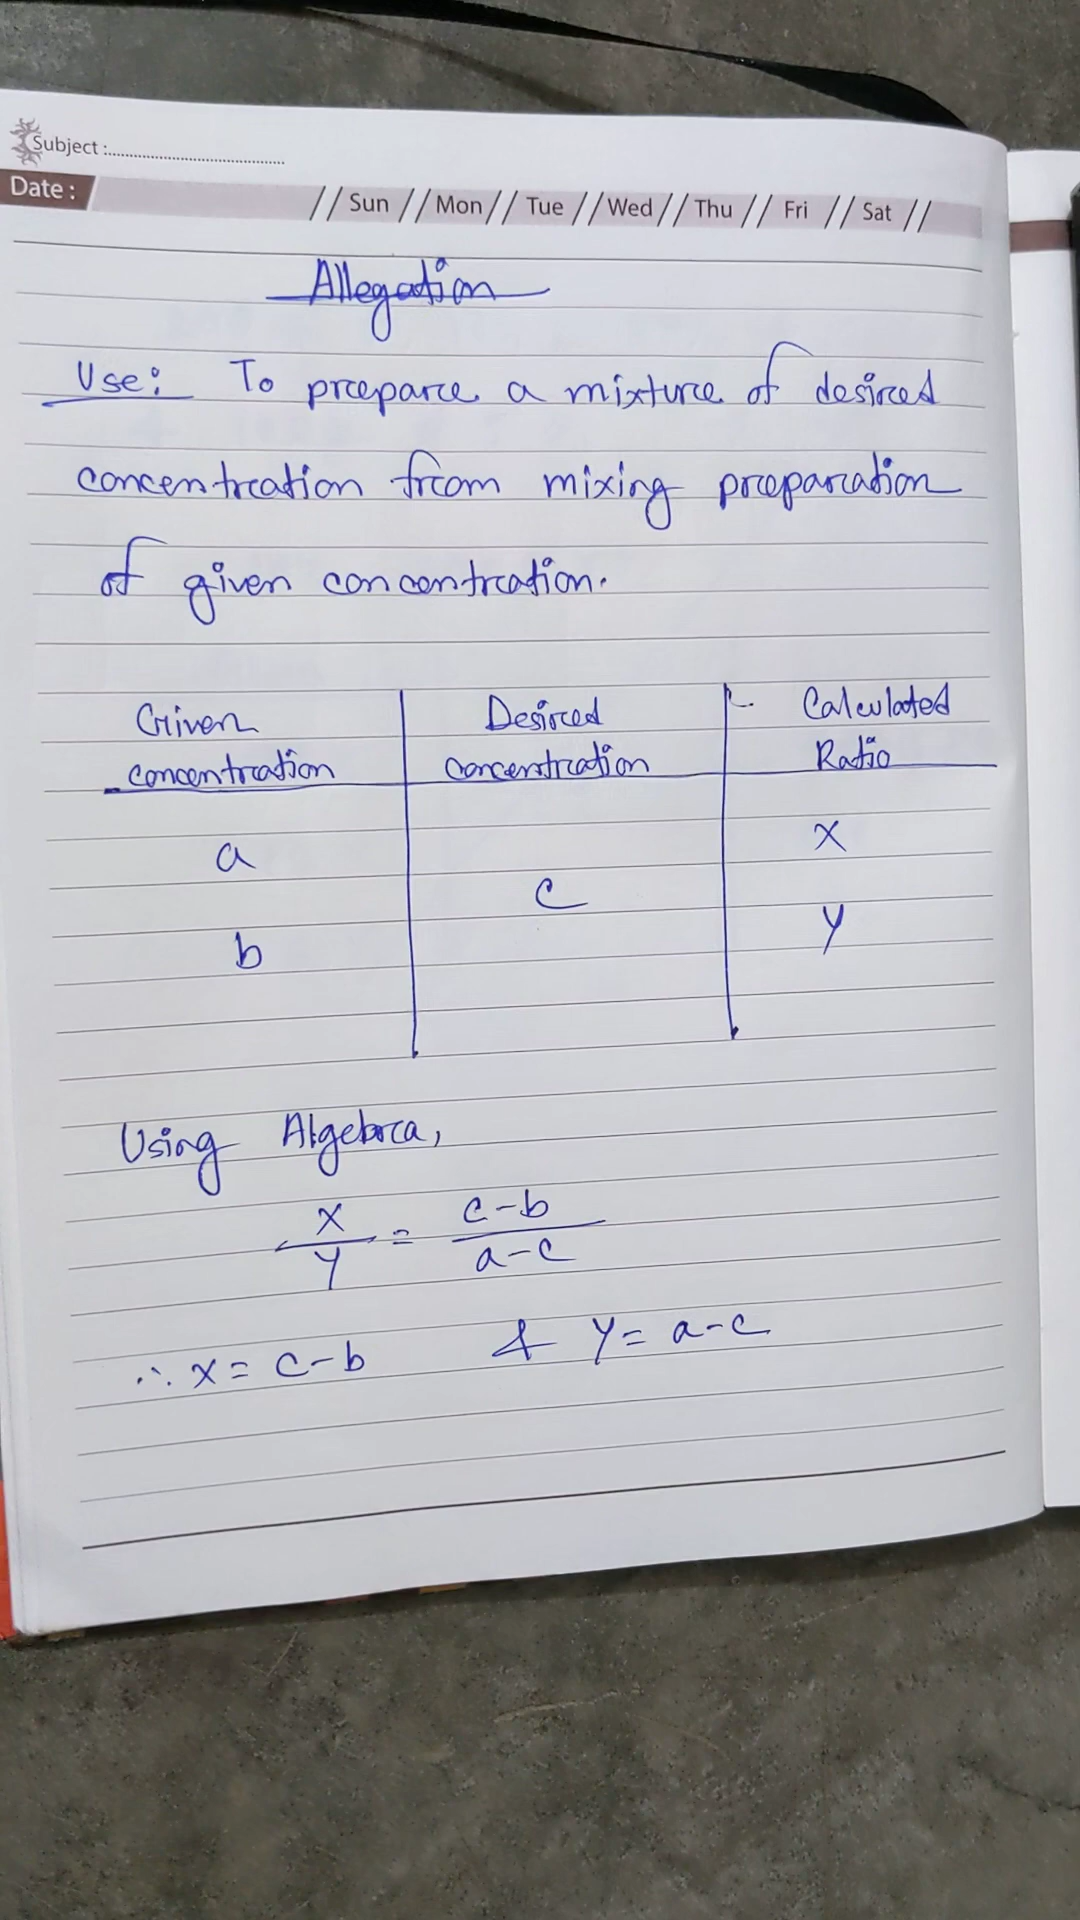 Subject :
Date :
// Sun // Mon // Tue // Wed // Thu // Fri // Sat //
Allegation
Use: To prepare a mixture of desired
concentration from mixing preparation
of given concentration.
Given concentration | Desired concentration | Calculated Ratio
a x
c
b y
Using Algebra,
x/y = c-b/a-c
∴ x = c-b & y = a-c